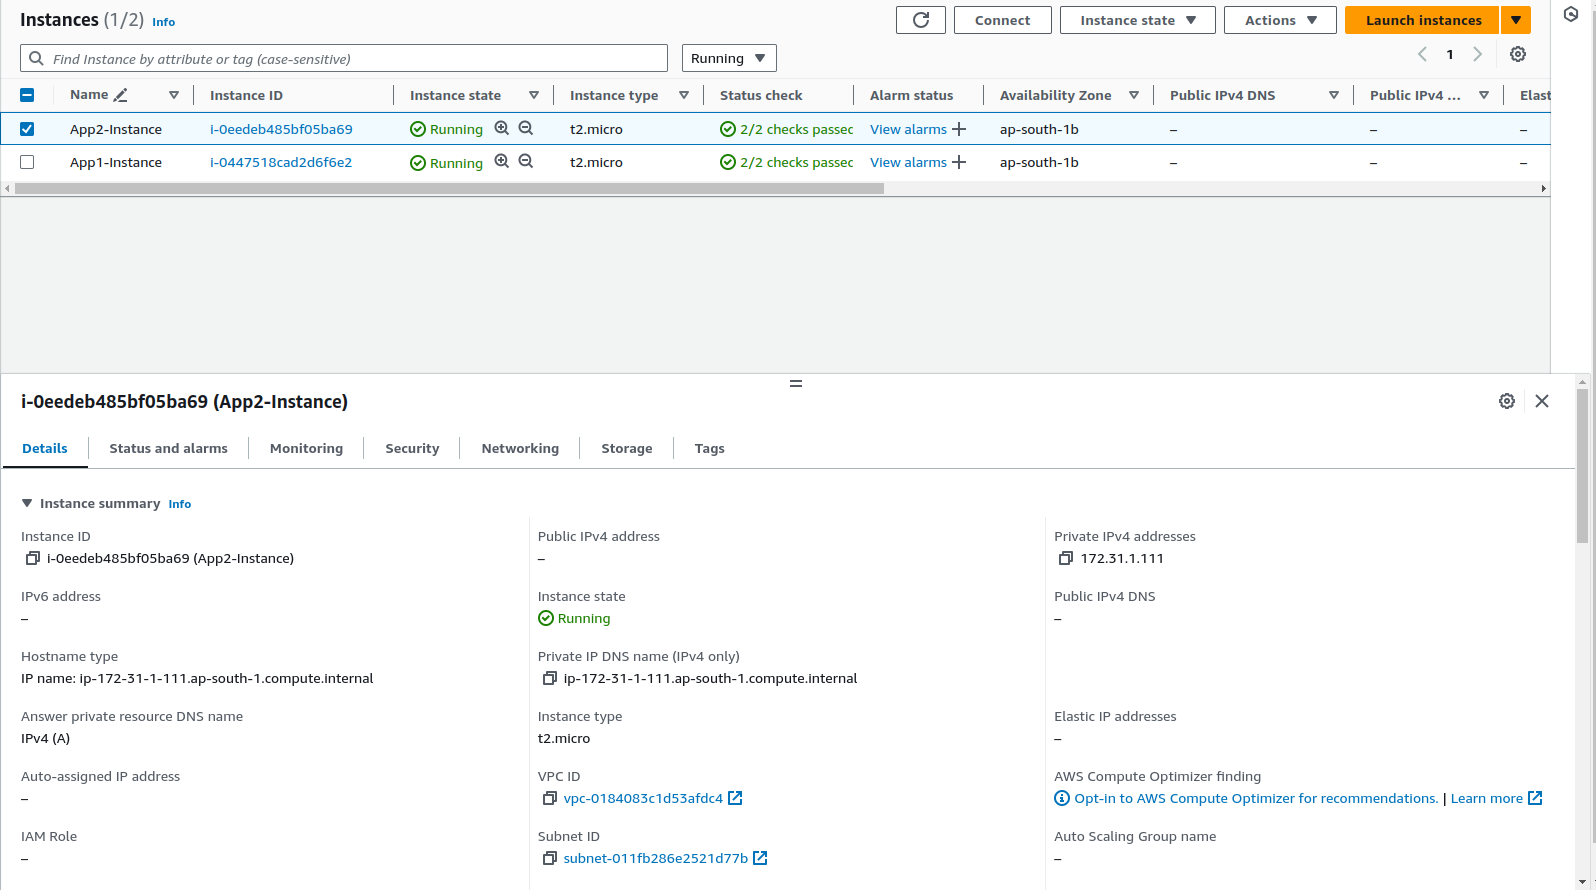 Instances (1/2) Info
Connect
Instance state
Actions
Launch instances
Find Instance by attribute or tag (case-sensitive)
Running
1
Name Instance ID Instance state Instance type Status check Alarm status Availability Zone Public IPv4 DNS Public IPv4 ... Elast
App2-Instance i-0eedeb485bf05ba69 Running t2.micro 2/2 checks passec View alarms + ap-south-1b – – –
App1-Instance i-0447518cad2d6f6e2 Running t2.micro 2/2 checks passec View alarms + ap-south-1b – – –
i-0eedeb485bf05ba69 (App2-Instance)
Details Status and alarms Monitoring Security Networking Storage Tags
Instance summary Info
Instance ID
i-0eedeb485bf05ba69 (App2-Instance)
Public IPv4 address
–
Private IPv4 addresses
172.31.1.111
IPv6 address
–
Instance state
Running
Public IPv4 DNS
–
Hostname type
IP name: ip-172-31-1-111.ap-south-1.compute.internal
Private IP DNS name (IPv4 only)
ip-172-31-1-111.ap-south-1.compute.internal
Answer private resource DNS name
IPv4 (A)
Instance type
t2.micro
Elastic IP addresses
–
Auto-assigned IP address
–
VPC ID
vpc-0184083c1d53afdc4
AWS Compute Optimizer finding
Opt-in to AWS Compute Optimizer for recommendations. | Learn more
IAM Role
–
Subnet ID
subnet-011fb286e2521d77b
Auto Scaling Group name
–